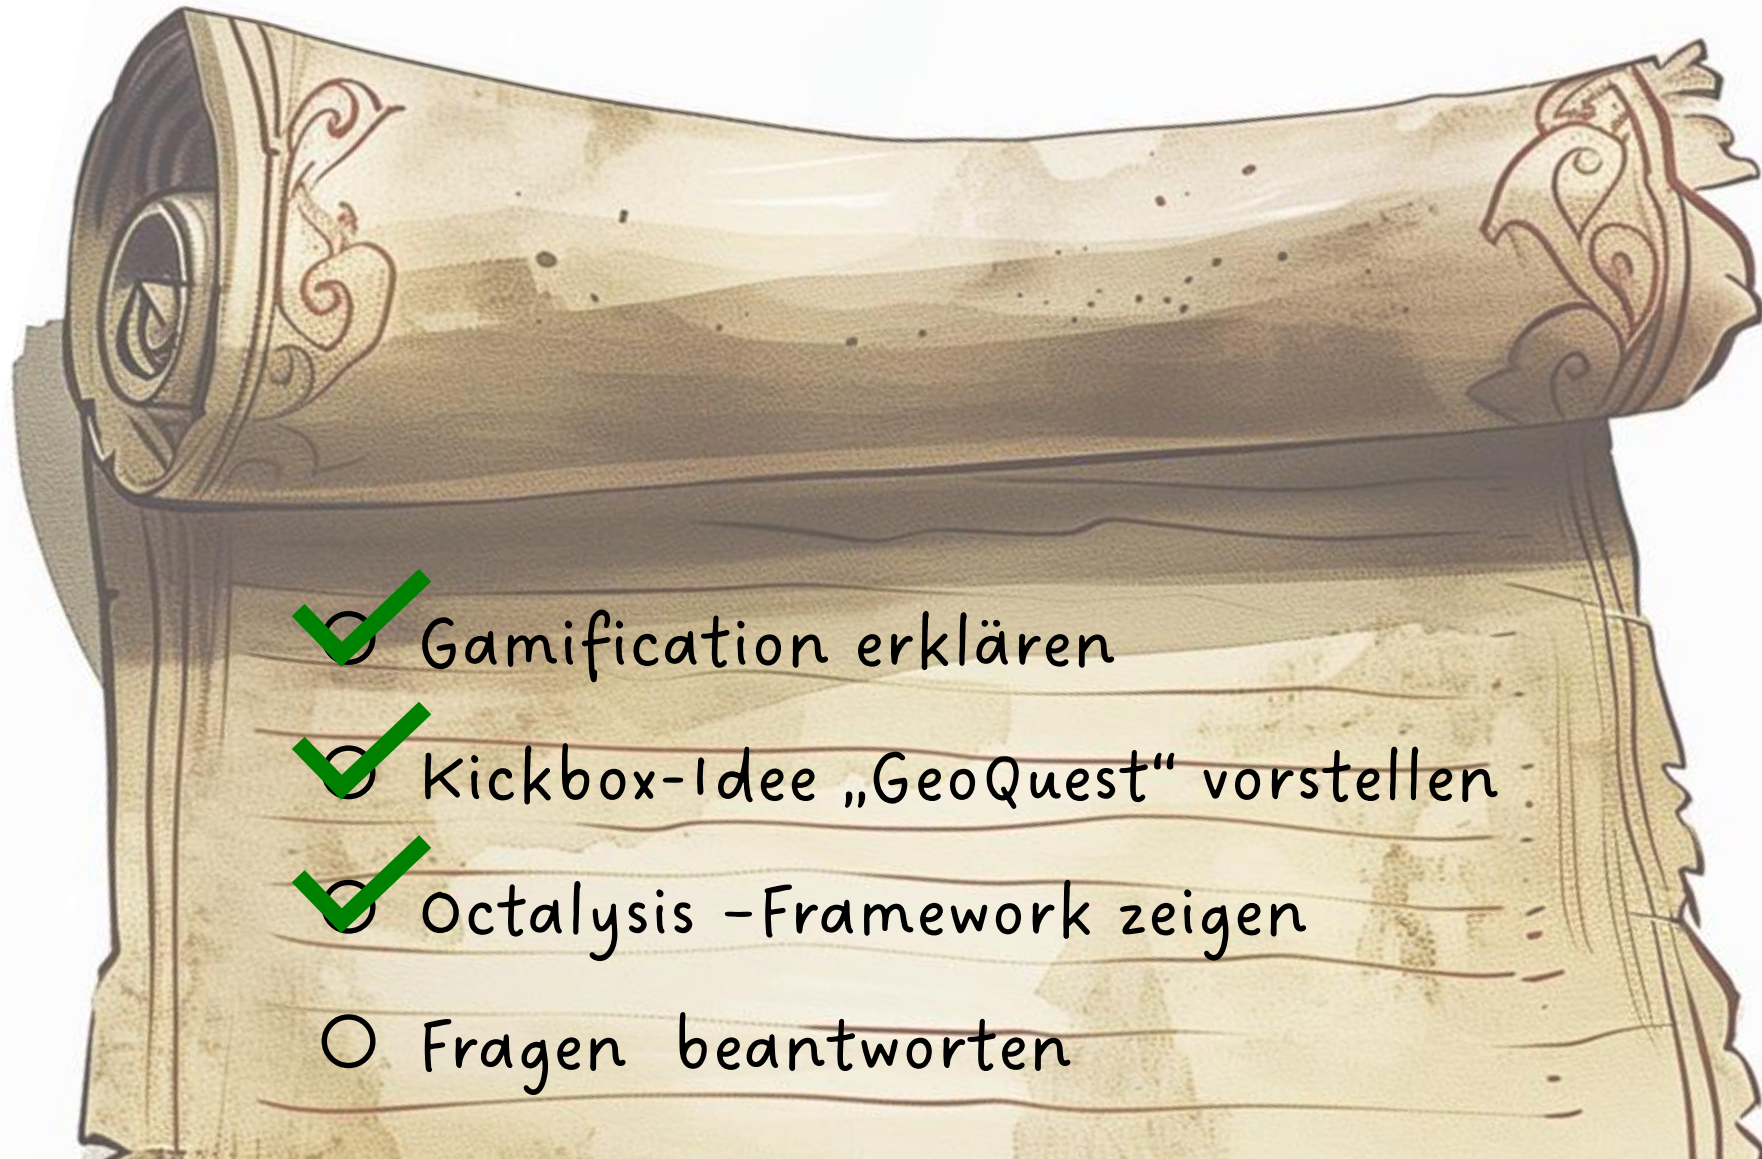 Gamification erklären
Kickbox-Idee „GeoQuest“ vorstellen
Octalysis -Framework zeigen
Fragen beantworten